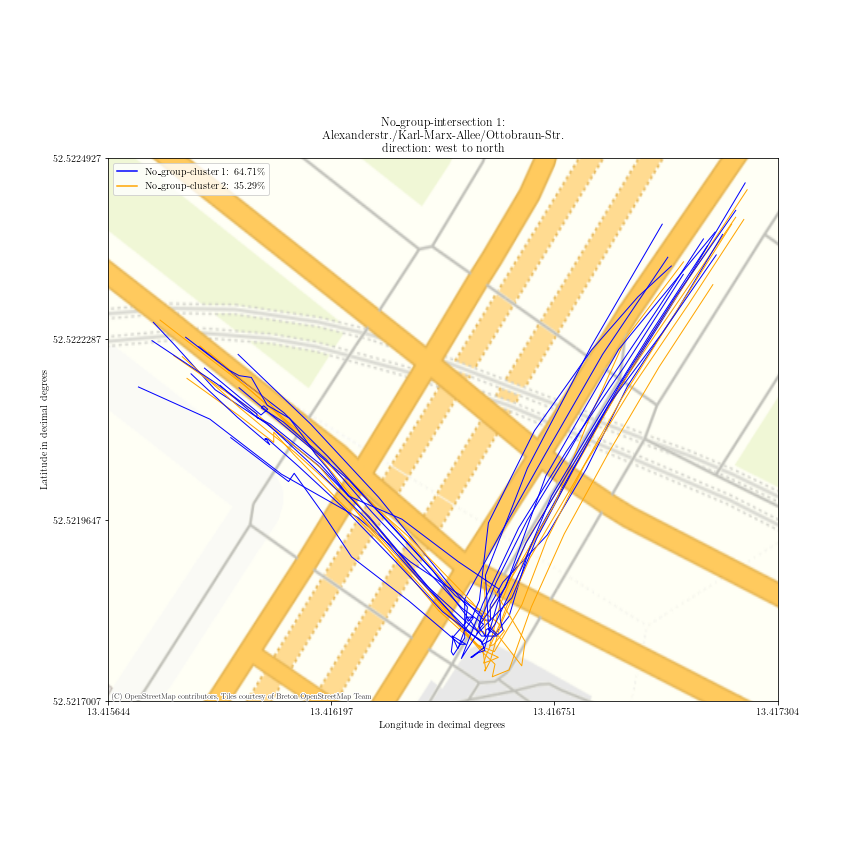 No_group-intersection 1:
Alexanderstr./Karl-Marx-Allee/Ottobraun-Str.
direction: west to north
52.5224927
No_group-cluster 1: 64.71%
No_group-cluster 2: 35.29%
52.5222287
Latitude in decimal degrees
52.5219647
52.5217007
(C) OpenStreetMap contributors, Tiles courtesy of Breton OpenStreetMap Team
13.415644
13.416197
13.416751
13.417304
Longitude in decimal degrees